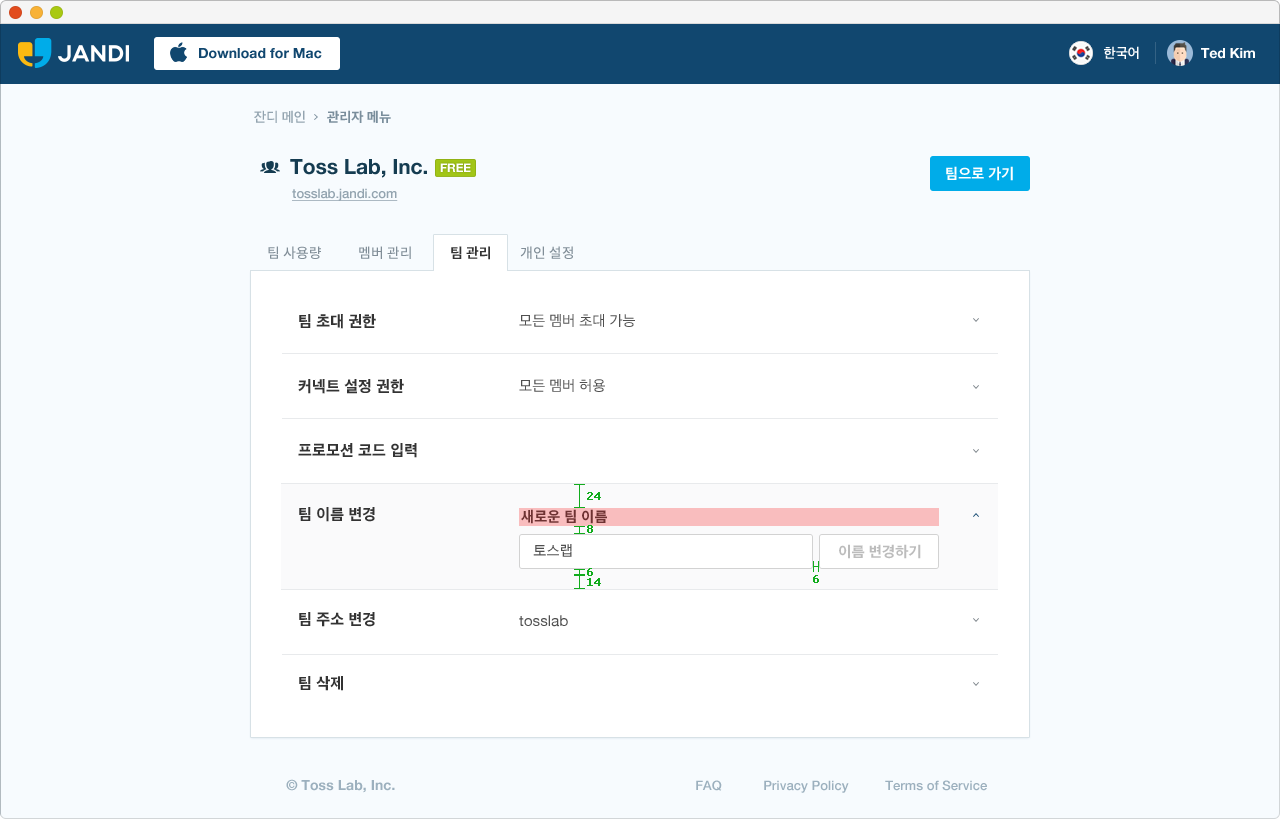 JANDI
Download for Mac
한국어
Ted Kim
잔디 메인 › 관리자 메뉴
Toss Lab, Inc. FREE
tosslab.jandi.com
팀으로 가기
팀 사용량
멤버 관리
팀 관리
개인 설정
팀 초대 권한
모든 멤버 초대 가능
커넥트 설정 권한
모든 멤버 허용
프로모션 코드 입력
팀 이름 변경
24
새로운 팀 이름
8
토스랩
이름 변경하기
6
14
6
팀 주소 변경
tosslab
팀 삭제
© Toss Lab, Inc.
FAQ
Privacy Policy
Terms of Service